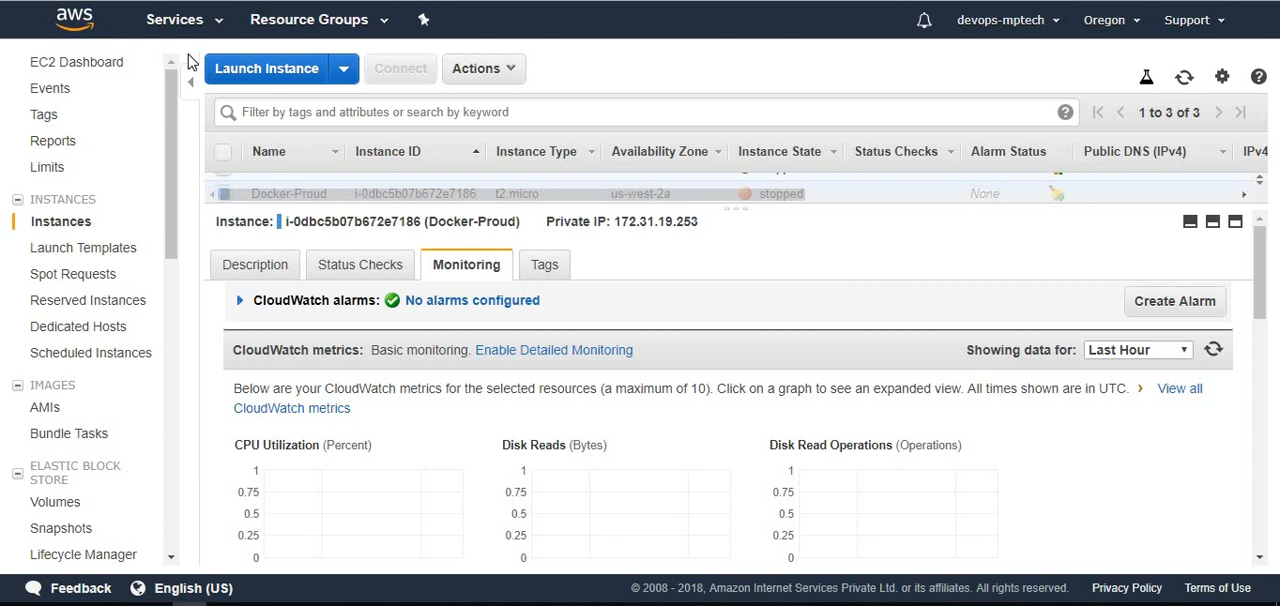 aws Services Resource Groups devops-mptech Oregon Support
EC2 Dashboard
Events
Tags
Reports
Limits
INSTANCES
Instances
Launch Templates
Spot Requests
Reserved Instances
Dedicated Hosts
Scheduled Instances
IMAGES
AMIs
Bundle Tasks
ELASTIC BLOCK
STORE
Volumes
Snapshots
Lifecycle Manager
Launch Instance Connect Actions
Filter by tags and attributes or search by keyword 1 to 3 of 3
Name Instance ID Instance Type Availability Zone Instance State Status Checks Alarm Status Public DNS (IPv4) IPv4
Docker-Proud i-0dbc5b07b672e7186 t2.micro us-west-2a stopped None
Instance: i-0dbc5b07b672e7186 (Docker-Proud) Private IP: 172.31.19.253
Description Status Checks Monitoring Tags
CloudWatch alarms: No alarms configured Create Alarm
CloudWatch metrics: Basic monitoring. Enable Detailed Monitoring Showing data for: Last Hour
Below are your CloudWatch metrics for the selected resources (a maximum of 10). Click on a graph to see an expanded view. All times shown are in UTC. › View all
CloudWatch metrics
CPU Utilization (Percent) Disk Reads (Bytes) Disk Read Operations (Operations)
1 1 1
0.75 0.75 0.75
0.5 0.5 0.5
0.25 0.25 0.25
0 0 0
Feedback English (US) © 2008 - 2018, Amazon Internet Services Private Ltd. or its affiliates. All rights reserved. Privacy Policy Terms of Use